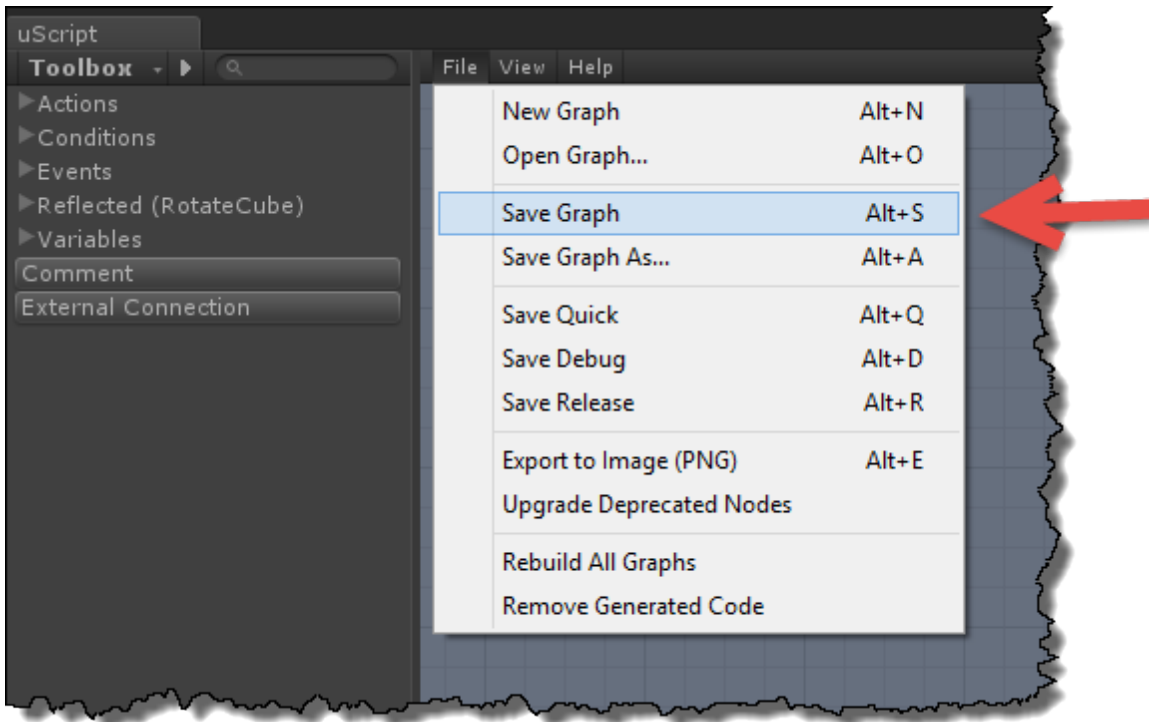 uScript
Toolbox
Actions
Conditions
Events
Reflected (RotateCube)
Variables
Comment
External Connection
File View Help
New Graph Alt+N
Open Graph... Alt+O
Save Graph Alt+S
Save Graph As... Alt+A
Save Quick Alt+Q
Save Debug Alt+D
Save Release Alt+R
Export to Image (PNG) Alt+E
Upgrade Deprecated Nodes
Rebuild All Graphs
Remove Generated Code